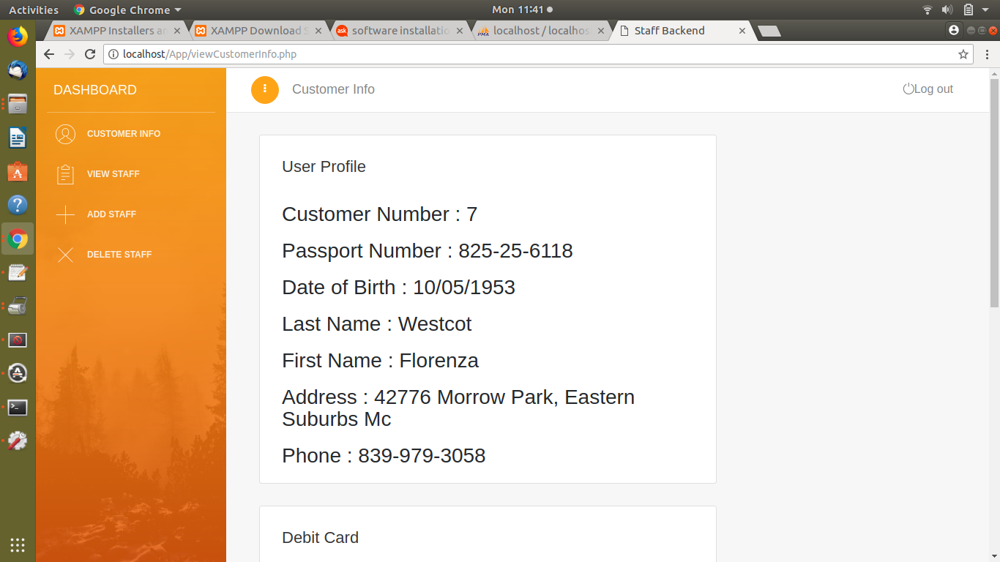 Activities Google Chrome Mon 11:41
XAMPP Installers an XAMPP Download S software installatio localhost / localhos Staff Backend
localhost/App/viewCustomerInfo.php
DASHBOARD
Customer Info
Log out
CUSTOMER INFO
VIEW STAFF
ADD STAFF
DELETE STAFF
User Profile
Customer Number : 7
Passport Number : 825-25-6118
Date of Birth : 10/05/1953
Last Name : Westcot
First Name : Florenza
Address : 42776 Morrow Park, Eastern
Suburbs Mc
Phone : 839-979-3058
Debit Card